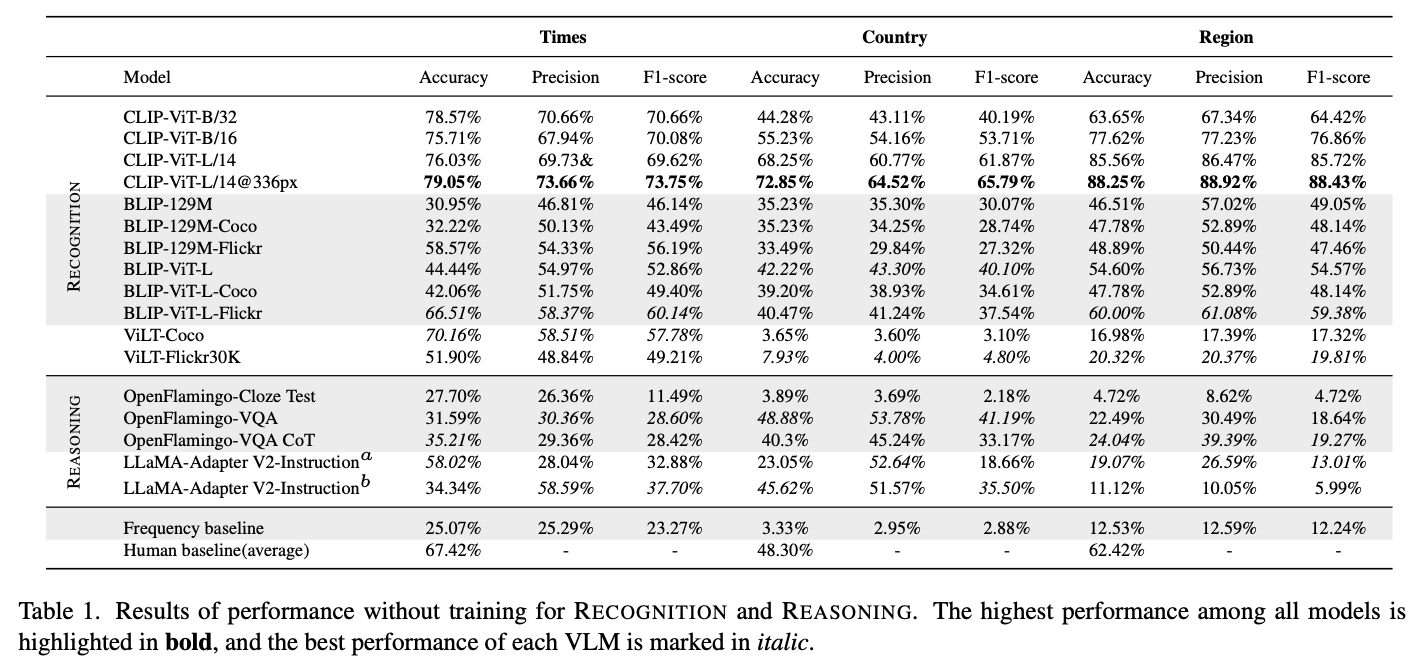 Times Country Region
Model Accuracy Precision F1-score Accuracy Precision F1-score Accuracy Precision F1-score
RECOGNITION
CLIP-ViT-B/32 78.57% 70.66% 70.66% 44.28% 43.11% 40.19% 63.65% 67.34% 64.42%
CLIP-ViT-B/16 75.71% 67.94% 70.08% 55.23% 54.16% 53.71% 77.62% 77.23% 76.86%
CLIP-ViT-L/14 76.03% 69.73& 69.62% 68.25% 60.77% 61.87% 85.56% 86.47% 85.72%
CLIP-ViT-L/14@336px 79.05% 73.66% 73.75% 72.85% 64.52% 65.79% 88.25% 88.92% 88.43%
BLIP-129M 30.95% 46.81% 46.14% 35.23% 35.30% 30.07% 46.51% 57.02% 49.05%
BLIP-129M-Coco 32.22% 50.13% 43.49% 35.23% 34.25% 28.74% 47.78% 52.89% 48.14%
BLIP-129M-Flickr 58.57% 54.33% 56.19% 33.49% 29.84% 27.32% 48.89% 50.44% 47.46%
BLIP-ViT-L 44.44% 54.97% 52.86% 42.22% 43.30% 40.10% 54.60% 56.73% 54.57%
BLIP-ViT-L-Coco 42.06% 51.75% 49.40% 39.20% 38.93% 34.61% 47.78% 52.89% 48.14%
BLIP-ViT-L-Flickr 66.51% 58.37% 60.14% 40.47% 41.24% 37.54% 60.00% 61.08% 59.38%
ViLT-Coco 70.16% 58.51% 57.78% 3.65% 3.60% 3.10% 16.98% 17.39% 17.32%
ViLT-Flickr30K 51.90% 48.84% 49.21% 7.93% 4.00% 4.80% 20.32% 20.37% 19.81%
REASONING
OpenFlamingo-Cloze Test 27.70% 26.36% 11.49% 3.89% 3.69% 2.18% 4.72% 8.62% 4.72%
OpenFlamingo-VQA 31.59% 30.36% 28.60% 48.88% 53.78% 41.19% 22.49% 30.49% 18.64%
OpenFlamingo-VQA CoT 35.21% 29.36% 28.42% 40.3% 45.24% 33.17% 24.04% 39.39% 19.27%
LLaMA-Adapter V2-Instruction^a 58.02% 28.04% 32.88% 23.05% 52.64% 18.66% 19.07% 26.59% 13.01%
LLaMA-Adapter V2-Instruction^b 34.34% 58.59% 37.70% 45.62% 51.57% 35.50% 11.12% 10.05% 5.99%
Frequency baseline 25.07% 25.29% 23.27% 3.33% 2.95% 2.88% 12.53% 12.59% 12.24%
Human baseline(average) 67.42% - - 48.30% - - 62.42% - -
Table 1. Results of performance without training for RECOGNITION and REASONING. The highest performance among all models is
highlighted in bold, and the best performance of each VLM is marked in italic.